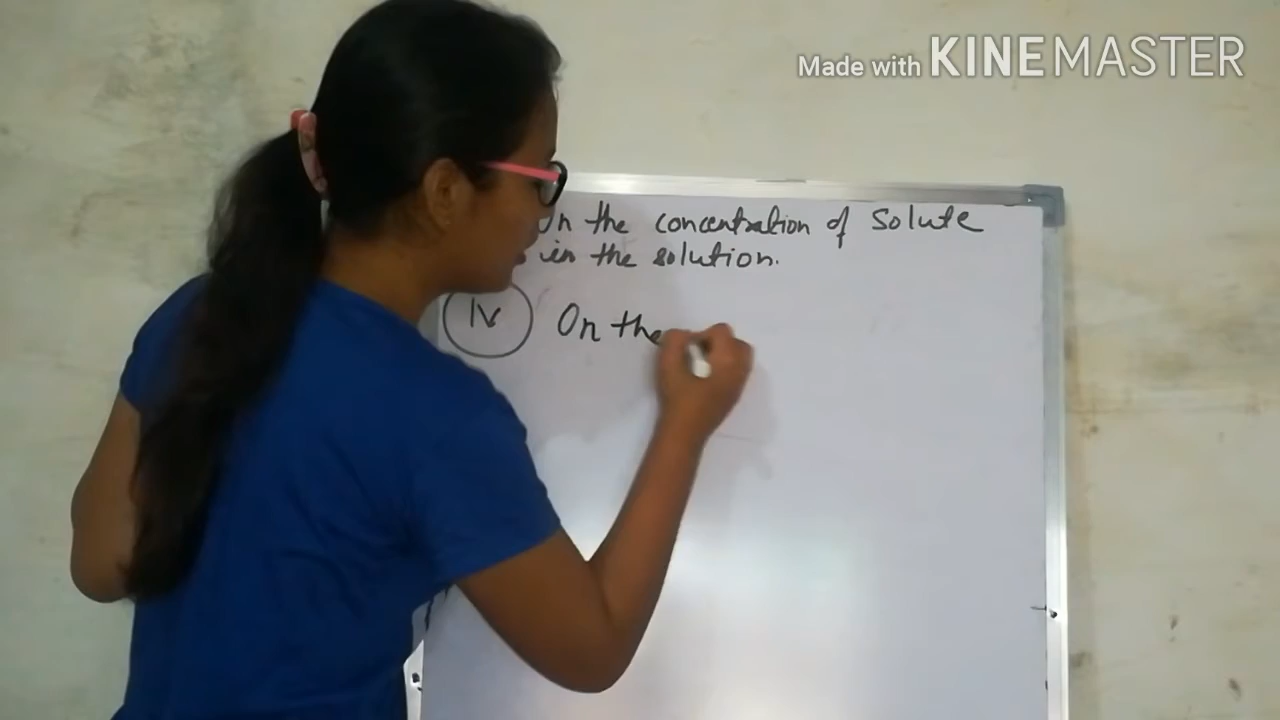 Made with KINEMASTER
On the concentration of Solute
in the solution.
IV On the